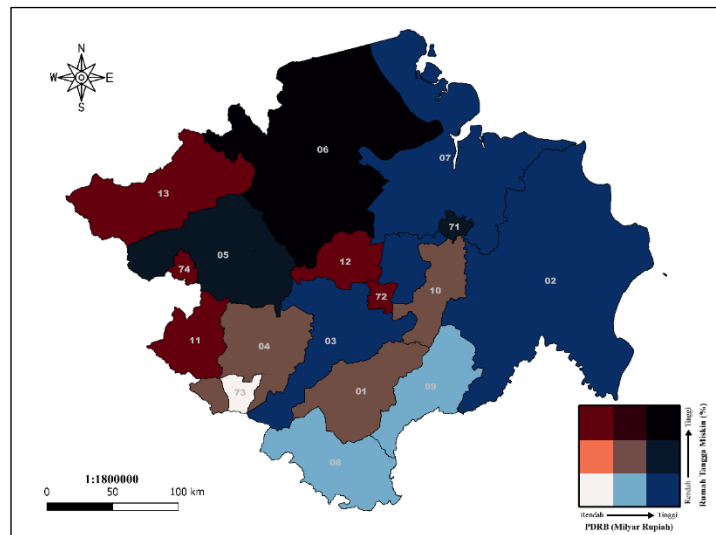 N
W E
S
06
07
13
71
05
12
74
02
72
10
11
04
03
73
01
09
08
1:1800000
0 50 100 km
Rendah Tinggi
Rumah Tangga Miskin (%)
Rendah Tinggi
PDRB (Milyar Rupiah)